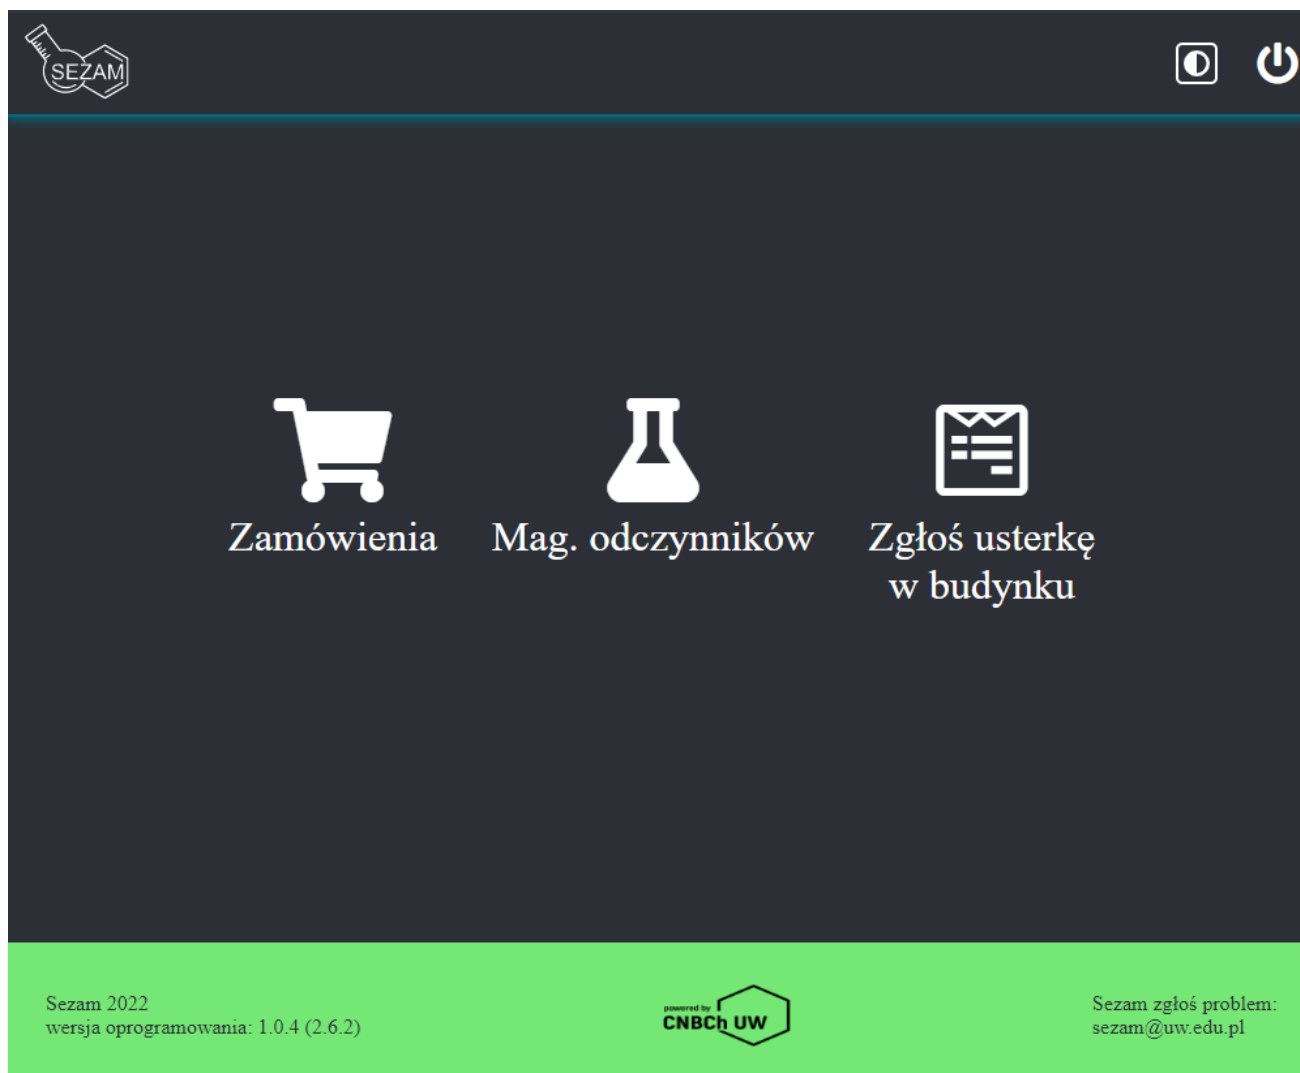 SEZAM
Zamówienia
Mag. odczynników
Zgłoś usterkę
w budynku
Sezam 2022
wersja oprogramowania: 1.0.4 (2.6.2)
powered by
CNBCh UW
Sezam zgłoś problem:
sezam@uw.edu.pl